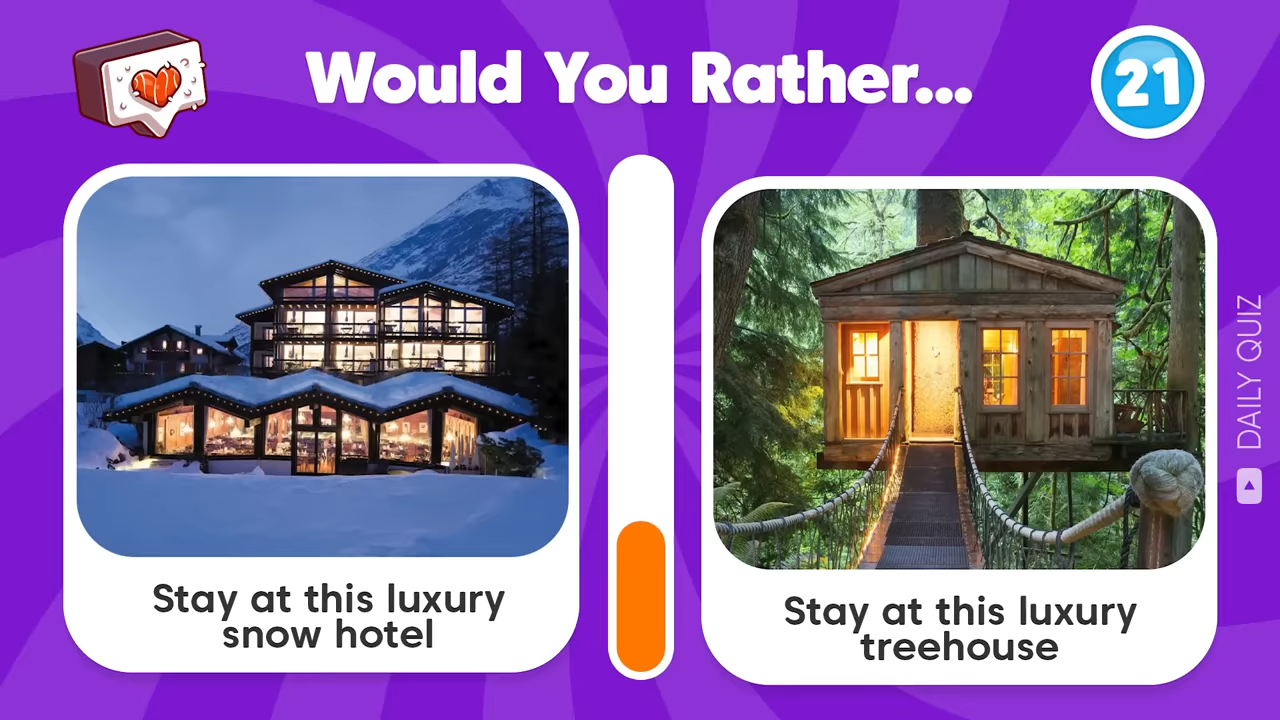 Would You Rather...
21
Stay at this luxury
snow hotel
Stay at this luxury
treehouse
DAILY QUIZ